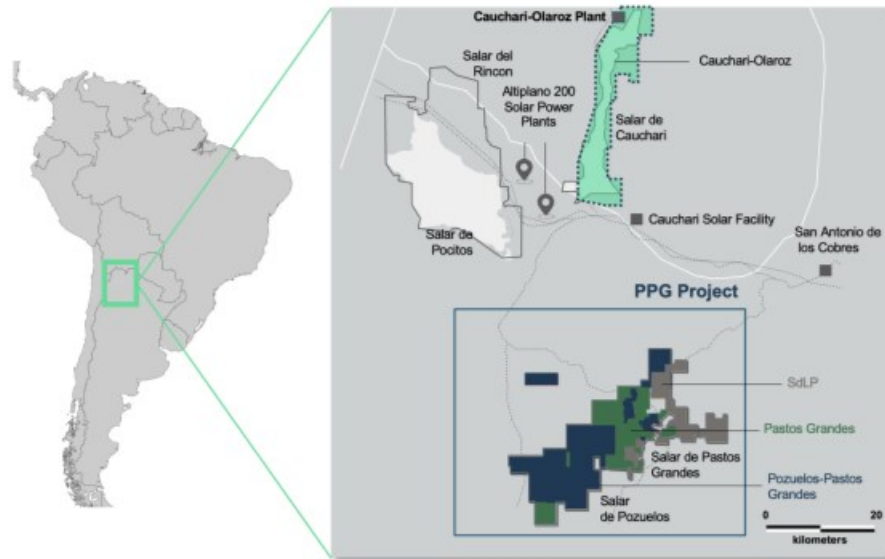 Cauchari-Olaroz Plant
Salar del
Rincon
Cauchari-Olaroz
Altiplano 200
Solar Power
Plants
Salar de
Cauchari
Cauchari Solar Facility
San Antonio de
los Cobres
Salar de
Pocitos
PPG Project
SdLP
Pastos Grandes
Salar de Pastos
Grandes
Pozuelos-Pastos
Grandes
Salar
de Pozuelos
0 20
kilometers